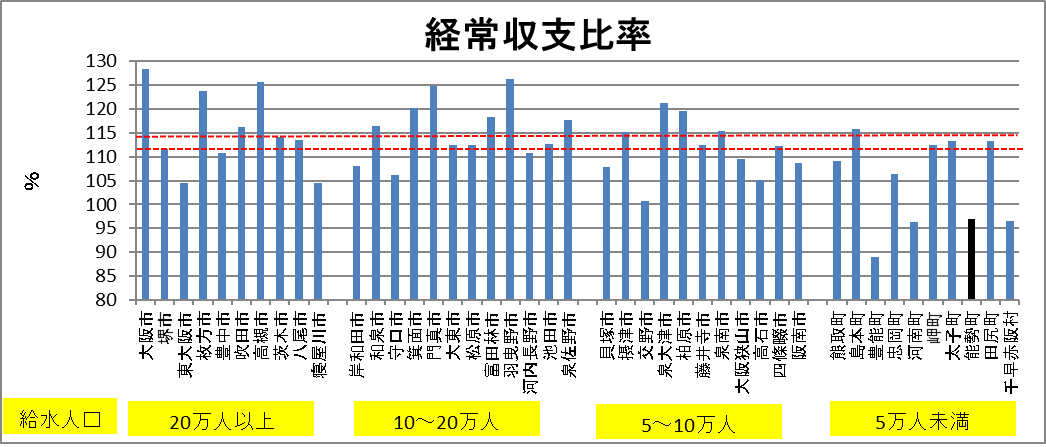 経常収支比率
130
125
120
115
110
105
100
95
90
85
80
%
大阪市
堺市
東大阪市
枚方市
豊中市
吹田市
高槻市
茨木市
八尾市
寝屋川市
岸和田市
和泉市
守口市
箕面市
門真市
大東市
松原市
富田林市
羽曳野市
河内長野市
池田市
泉佐野市
貝塚市
摂津市
交野市
泉大津市
柏原市
藤井寺市
泉南市
大阪狭山市
高石市
四條畷市
阪南市
熊取町
島本町
豊能町
忠岡町
河南町
岬町
太子町
能勢町
田尻町
千早赤阪村
給水人口
20万人以上
10～20万人
5～10万人
5万人未満